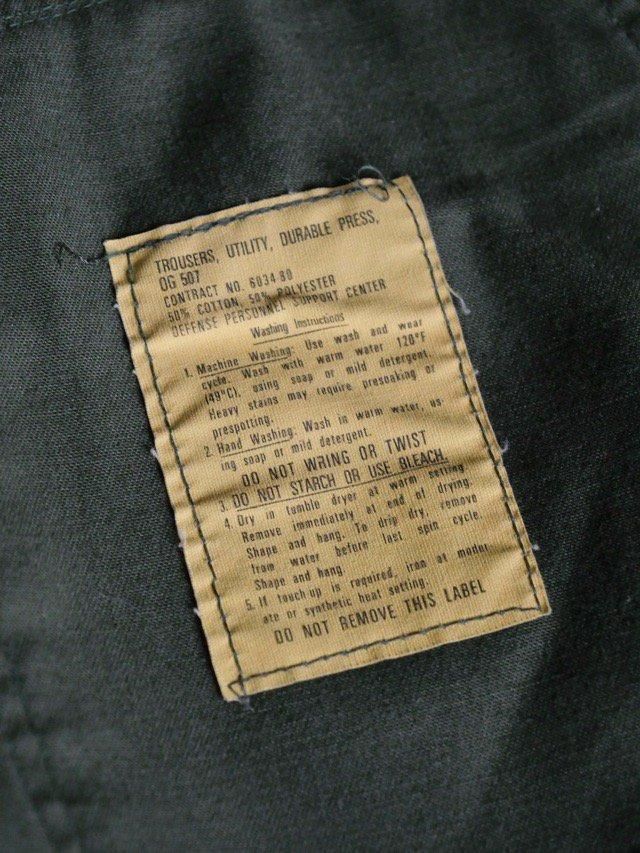 TROUSERS, UTILITY, DURABLE PRESS,
OG 507
CONTRACT NO. 6034 80
50% COTTON, 50% POLYESTER
DEFENSE PERSONNEL SUPPORT CENTER
Washing Instructions
1. Machine Washing: Use wash and wear
cycle. Wash with warm water 120°F
(49°C), using soap or mild detergent.
Heavy stains may require presoaking or
prespotting.
2. Hand Washing: Wash in warm water, us-
ing soap or mild detergent.
DO NOT WRING OR TWIST
3. DO NOT STARCH OR USE BLEACH.
4. Dry in tumble dryer at warm setting
Remove immediately at end of drying.
Shape and hang. To drip dry, remove
from water before last spin cycle.
Shape and hang.
5. If touch up is required, iron at moder
ate or synthetic heat setting.
DO NOT REMOVE THIS LABEL